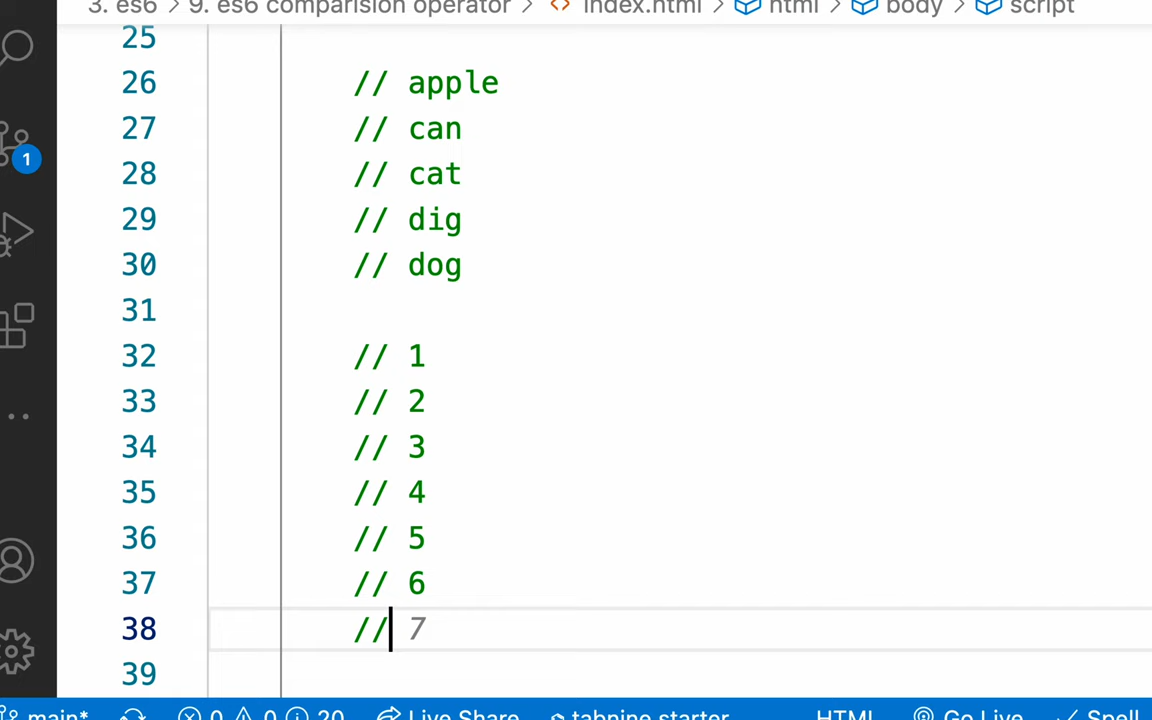 3. es6 > 9. es6 comparision operator > index.html > html > body > script
25
26 // apple
27 // can
28 // cat
29 // dig
30 // dog
31
32 // 1
33 // 2
34 // 3
35 // 4
36 // 5
37 // 6
38 // 7
39
1
main* 0 0 20 Live Share tabnine starter HTML Go Live Spell